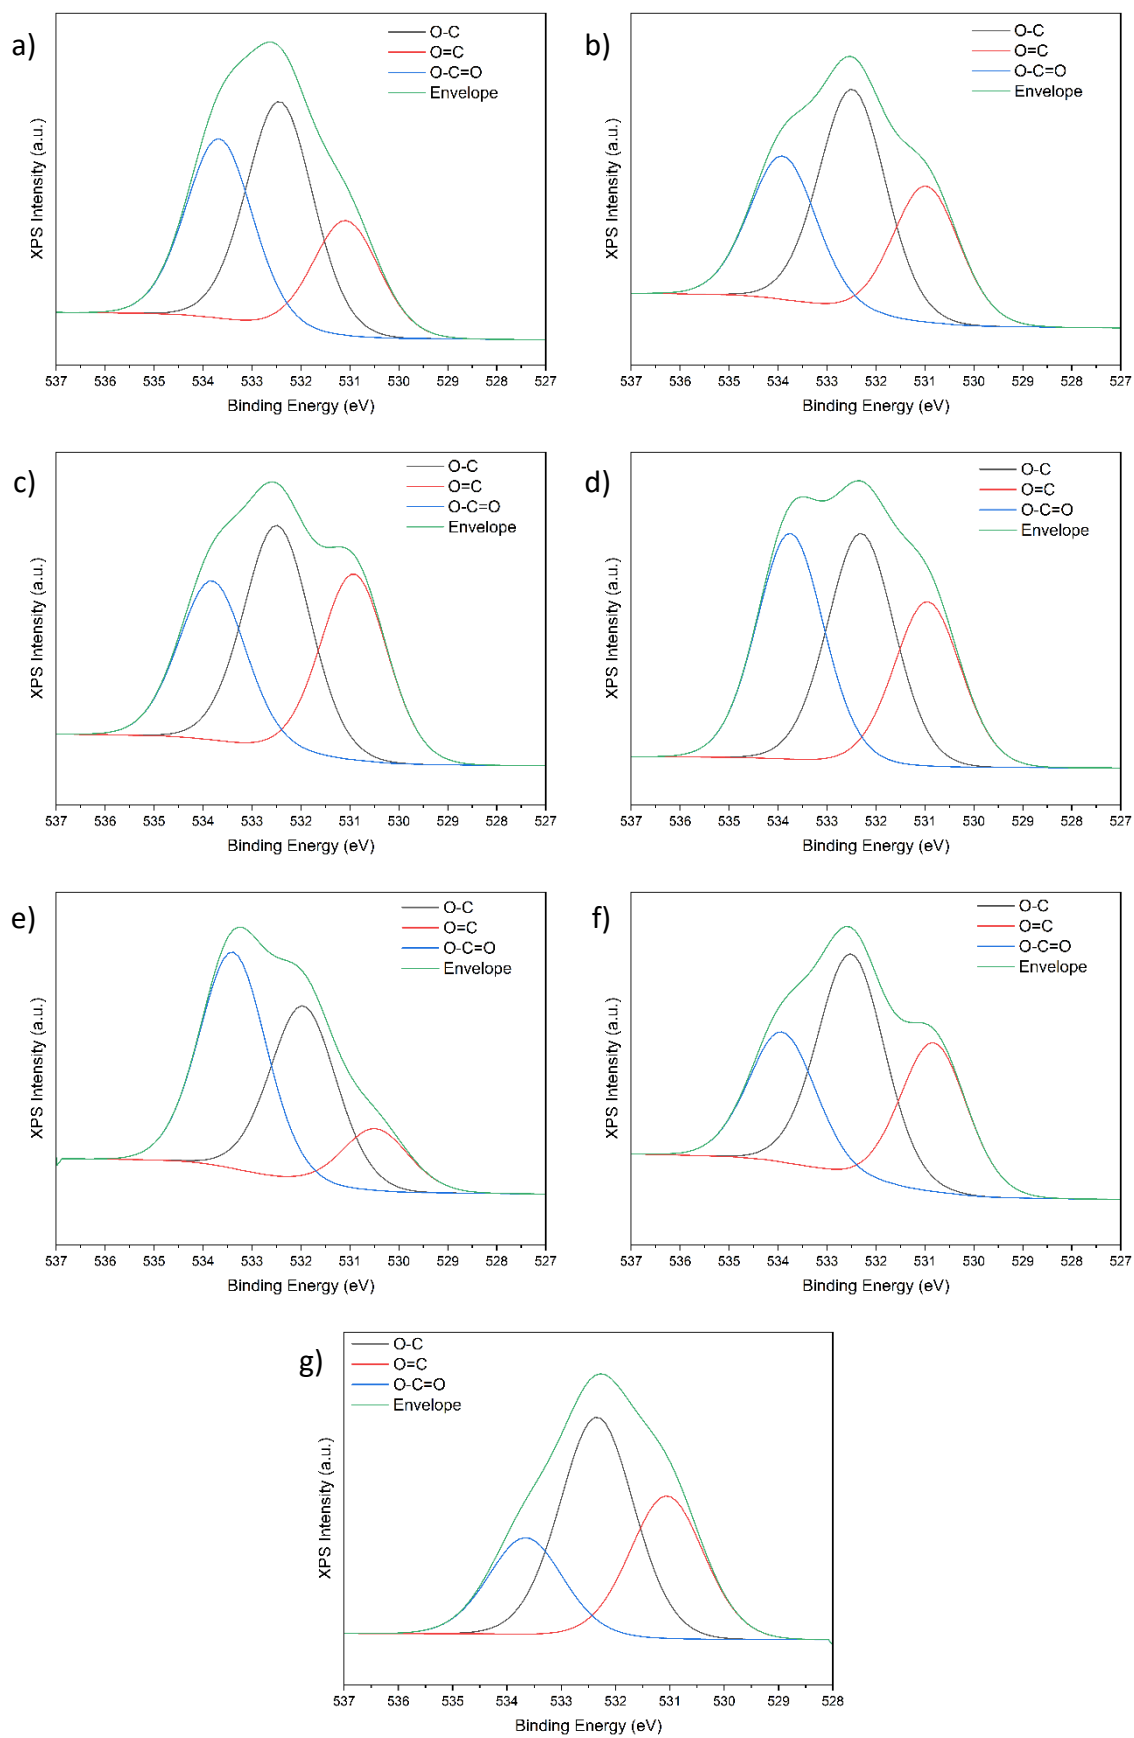 a)
O-C
O=C
O-C=O
Envelope
XPS Intensity (a.u.)
537 536 535 534 533 532 531 530 529 528 527
Binding Energy (eV)
b)
O-C
O=C
O-C=O
Envelope
XPS Intensity (a.u.)
537 536 535 534 533 532 531 530 529 528 527
Binding Energy (eV)
c)
O-C
O=C
O-C=O
Envelope
XPS Intensity (a.u.)
537 536 535 534 533 532 531 530 529 528 527
Binding Energy (eV)
d)
O-C
O=C
O-C=O
Envelope
XPS Intensity (a.u.)
537 536 535 534 533 532 531 530 529 528 527
Binding Energy (eV)
e)
O-C
O=C
O-C=O
Envelope
XPS Intensity (a.u.)
537 536 535 534 533 532 531 530 529 528 527
Binding Energy (eV)
f)
O-C
O=C
O-C=O
Envelope
XPS Intensity (a.u.)
537 536 535 534 533 532 531 530 529 528 527
Binding Energy (eV)
g)
O-C
O=C
O-C=O
Envelope
XPS Intensity (a.u.)
537 536 535 534 533 532 531 530 529 528
Binding Energy (eV)